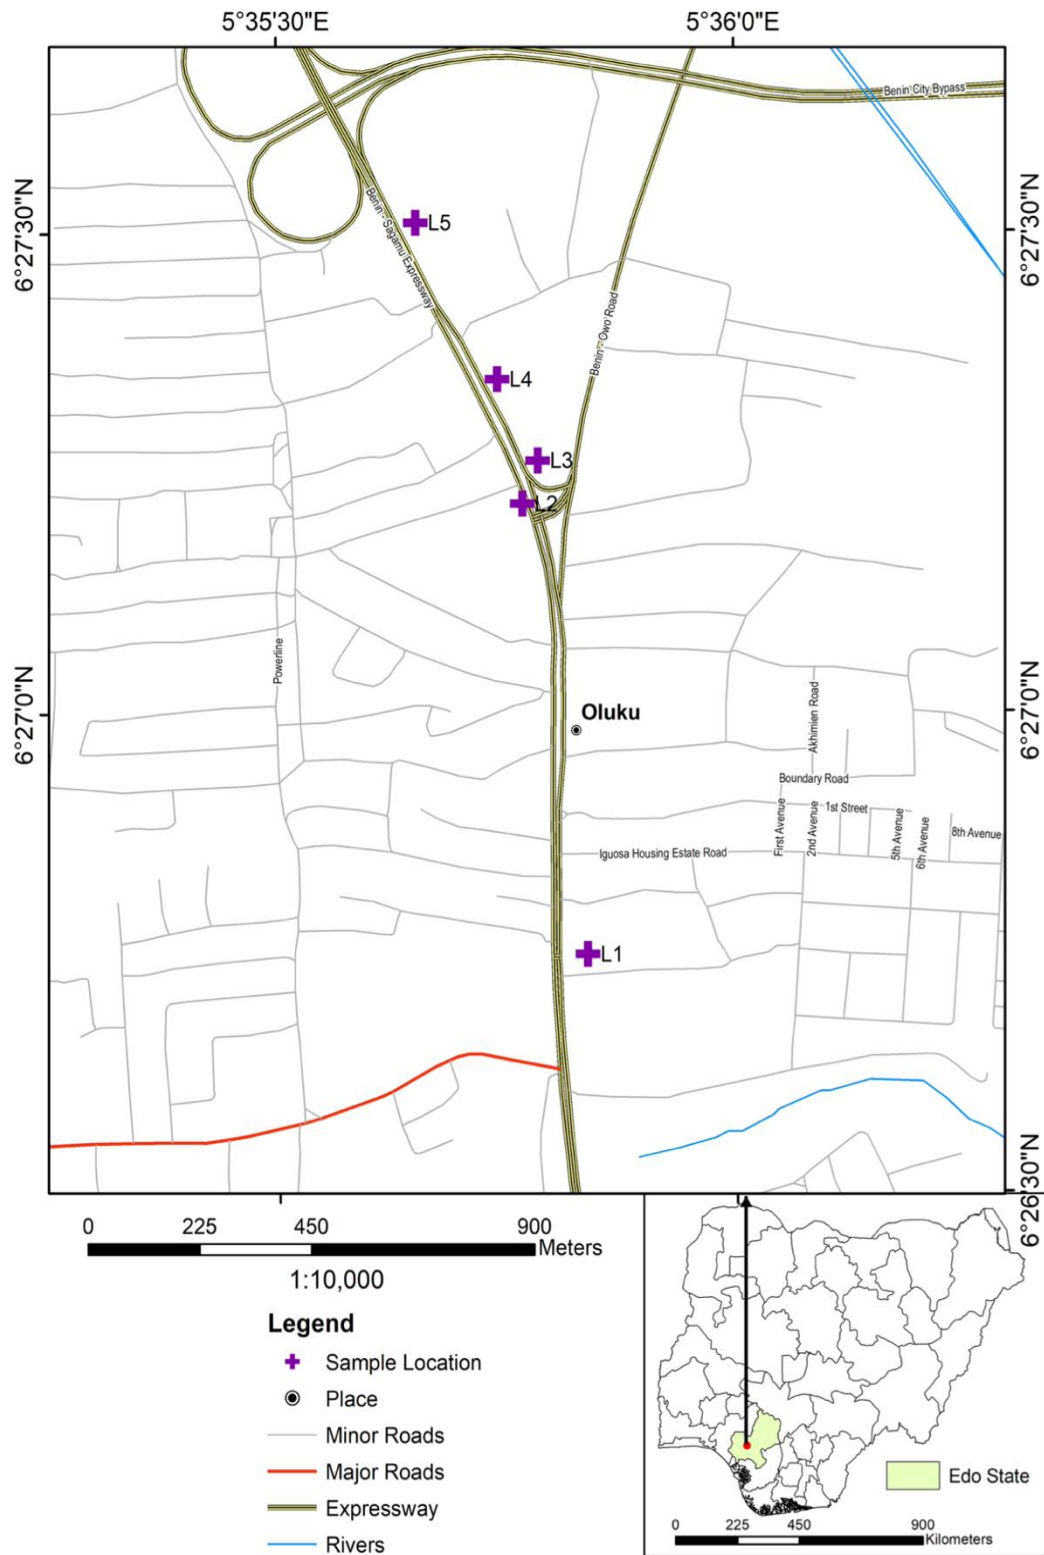 5°35'30"E
5°36'0"E
Benin City Bypass
6°27'30"N
6°27'30"N
Benin - Sagamu Expressway
L5
Benin - Owo Road
L4
L3
L2
Powerline
6°27'0"N
6°27'0"N
Oluku
Akhimien Road
Boundary Road
First Avenue
2nd Avenue
1st Street
5th Avenue
6th Avenue
8th Avenue
Iguosa Housing Estate Road
L1
6°26'30"N
0 225 450 900
Meters
1:10,000
Legend
Sample Location
Place
Minor Roads
Major Roads
Expressway
Rivers
Edo State
0 225 450 900
Kilometers